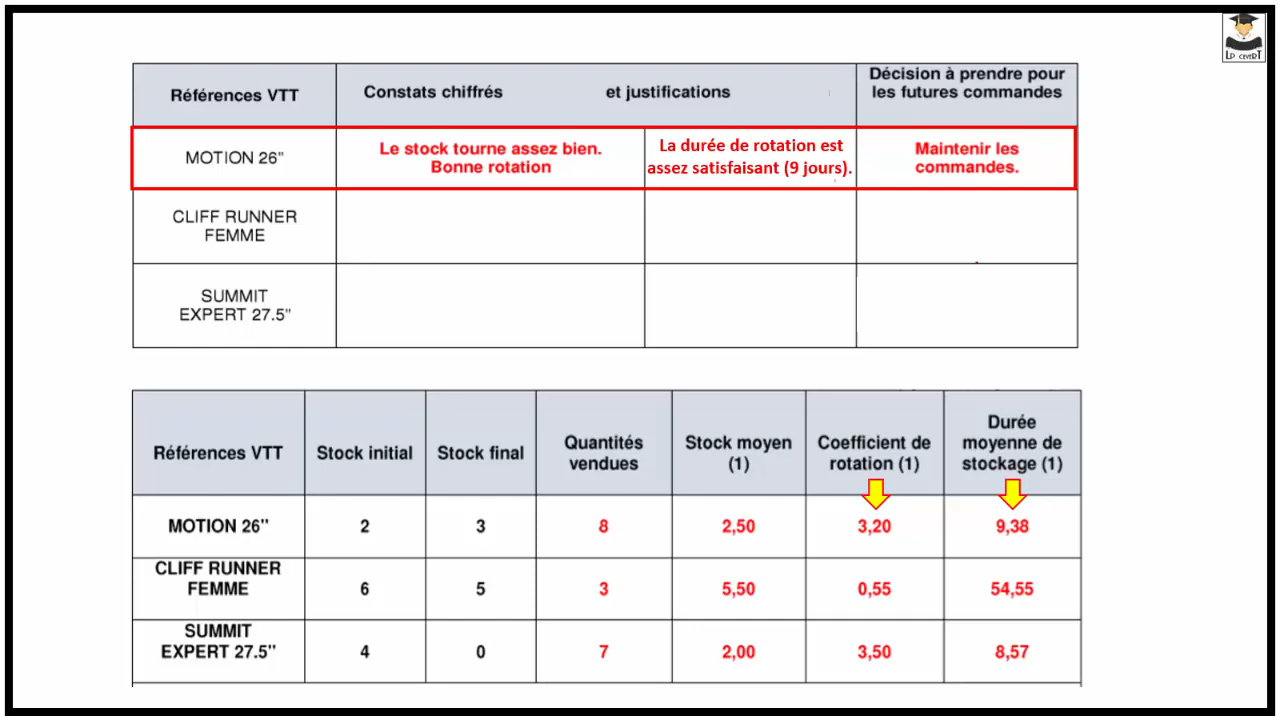 LP CIVERT
Références VTT
Constats chiffrés et justifications
Décision à prendre pour
les futures commandes
MOTION 26"
Le stock tourne assez bien.
Bonne rotation
La durée de rotation est
assez satisfaisant (9 jours).
Maintenir les
commandes.
CLIFF RUNNER
FEMME
SUMMIT
EXPERT 27.5"
Références VTT
Stock initial
Stock final
Quantités
vendues
Stock moyen
(1)
Coefficient de
rotation (1)
Durée
moyenne de
stockage (1)
MOTION 26" 2 3 8 2,50 3,20 9,38
CLIFF RUNNER
FEMME 6 5 3 5,50 0,55 54,55
SUMMIT
EXPERT 27.5" 4 0 7 2,00 3,50 8,57